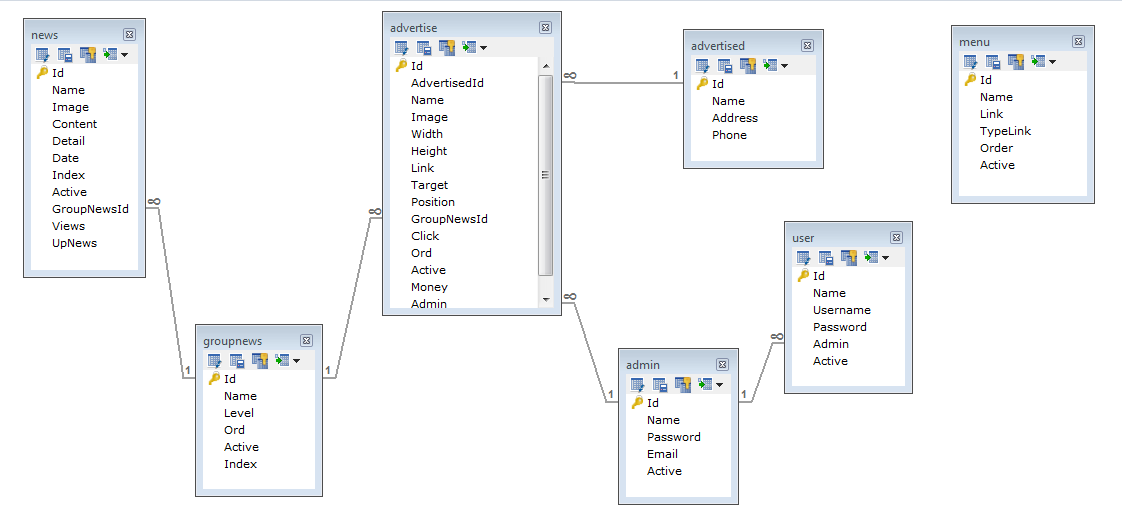 news
Id
Name
Image
Content
Detail
Date
Index
Active
GroupNewsId
Views
UpNews
∞
1
groupnews
Id
Name
Level
Ord
Active
Index
1
∞
advertise
Id
AdvertisedId
Name
Image
Width
Height
Link
Target
Position
GroupNewsId
Click
Ord
Active
Money
Admin
∞
1
advertised
Id
Name
Address
Phone
∞
1
admin
Id
Name
Password
Email
Active
1
∞
user
Id
Name
Username
Password
Admin
Active
menu
Id
Name
Link
TypeLink
Order
Active